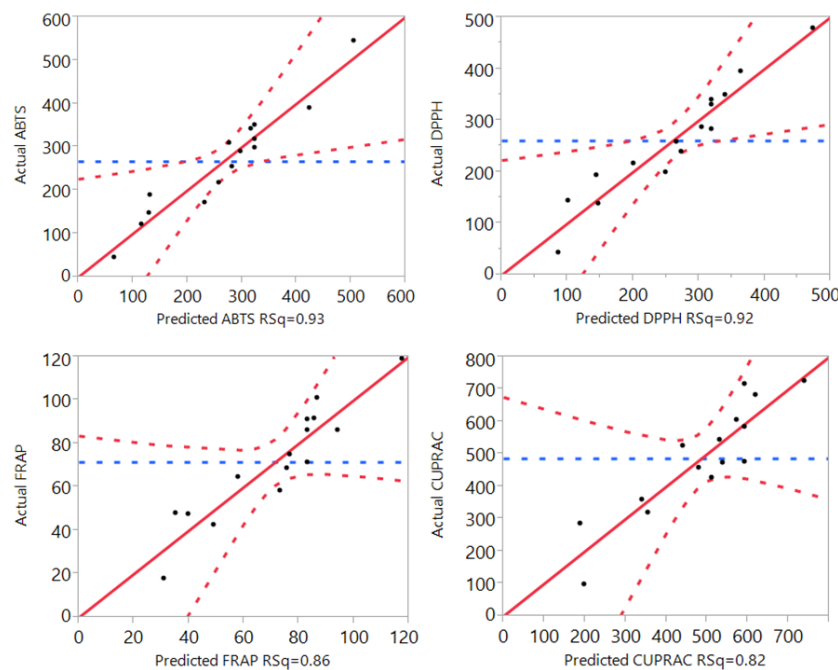 600
500
400
300
200
100
0
Actual ABTS
0 100 200 300 400 500 600
Predicted ABTS RSq=0.93
500
400
300
200
100
0
Actual DPPH
0 100 200 300 400 500
Predicted DPPH RSq=0.92
120
100
80
60
40
20
0
Actual FRAP
0 20 40 60 80 100 120
Predicted FRAP RSq=0.86
800
700
600
500
400
300
200
100
0
Actual CUPRAC
0 100 200 300 400 500 600 700
Predicted CUPRAC RSq=0.82